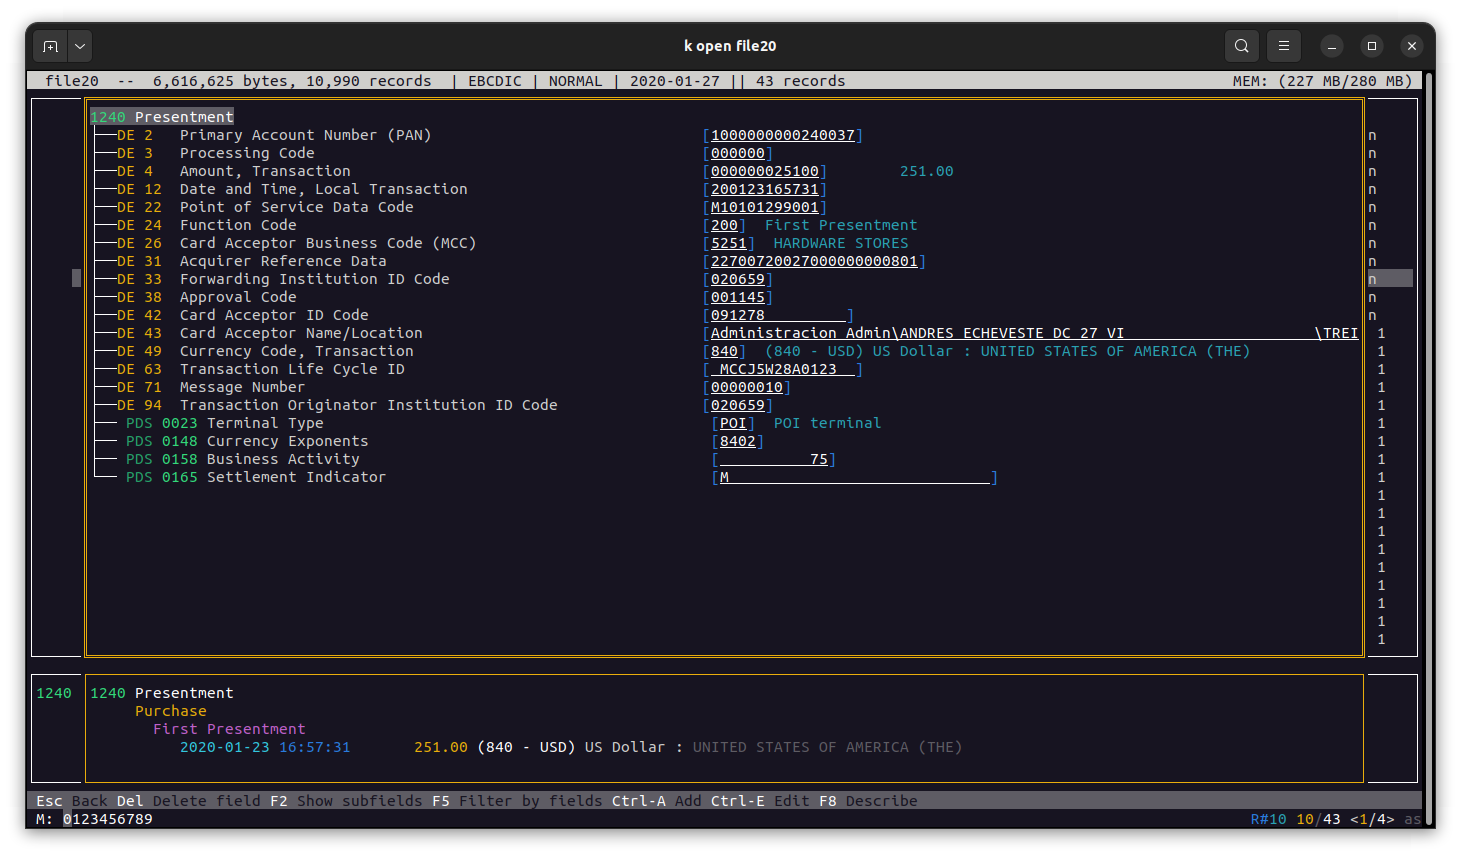 k open file20
file20 -- 6,616,625 bytes, 10,990 records | EBCDIC | NORMAL | 2020-01-27 || 43 records MEM: (227 MB/280 MB)
1240 Presentment
DE 2 Primary Account Number (PAN) [1000000000240037] n
DE 3 Processing Code [000000] n
DE 4 Amount, Transaction [000000025100] 251.00 n
DE 12 Date and Time, Local Transaction [200123165731] n
DE 22 Point of Service Data Code [M10101299001] n
DE 24 Function Code [200] First Presentment n
DE 26 Card Acceptor Business Code (MCC) [5251] HARDWARE STORES n
DE 31 Acquirer Reference Data [22700720027000000000801] n
DE 33 Forwarding Institution ID Code [020659] n
DE 38 Approval Code [001145] n
DE 42 Card Acceptor ID Code [091278         ] n
DE 43 Card Acceptor Name/Location [Administracion Admin\ANDRES ECHEVESTE DC 27 VI                     \TREI 1
DE 49 Currency Code, Transaction [840] (840 - USD) US Dollar : UNITED STATES OF AMERICA (THE) 1
DE 63 Transaction Life Cycle ID [ MCCJ5W28A0123  ] 1
DE 71 Message Number [00000010] 1
DE 94 Transaction Originator Institution ID Code [020659] 1
PDS 0023 Terminal Type [POI] POI terminal 1
PDS 0148 Currency Exponents [8402] 1
PDS 0158 Business Activity [          75] 1
PDS 0165 Settlement Indicator [M                             ] 1
1
1
1
1
1
1
1
1
1
1240 1240 Presentment
Purchase
First Presentment
2020-01-23 16:57:31 251.00 (840 - USD) US Dollar : UNITED STATES OF AMERICA (THE)
Esc Back Del Delete field F2 Show subfields F5 Filter by fields Ctrl-A Add Ctrl-E Edit F8 Describe
M: 0123456789 R#10 10/43 <1/4> as